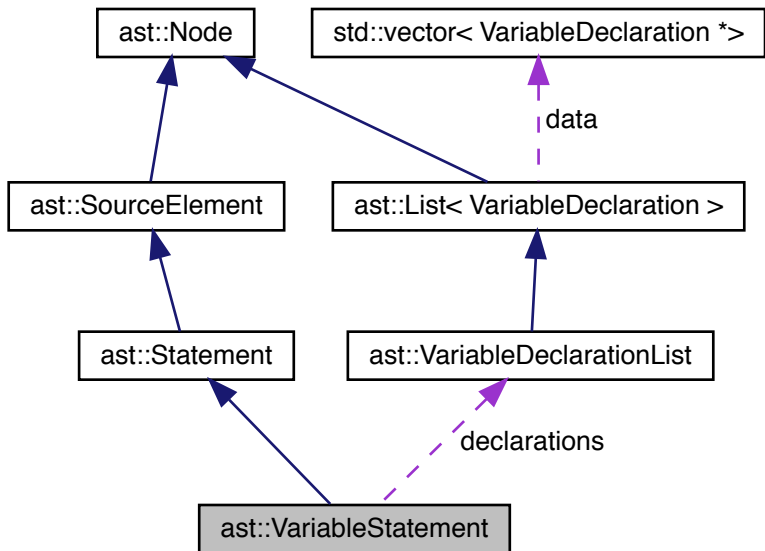 ast::Node
std::vector< VariableDeclaration *>
data
ast::SourceElement
ast::List< VariableDeclaration >
ast::Statement
ast::VariableDeclarationList
declarations
ast::VariableStatement